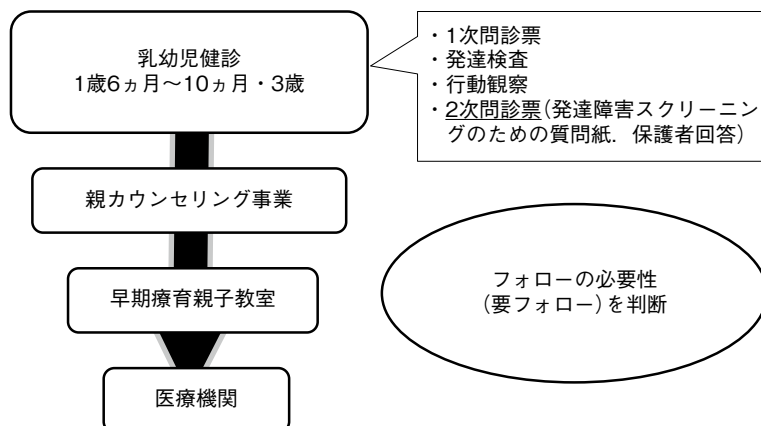 乳幼児健診
1歳6ヵ月〜10ヵ月・3歳
・1次問診票
・発達検査
・行動観察
・2次問診票(発達障害スクリーニン
グのための質問紙．保護者回答)
親カウンセリング事業
早期療育親子教室
医療機関
フォローの必要性
(要フォロー)を判断